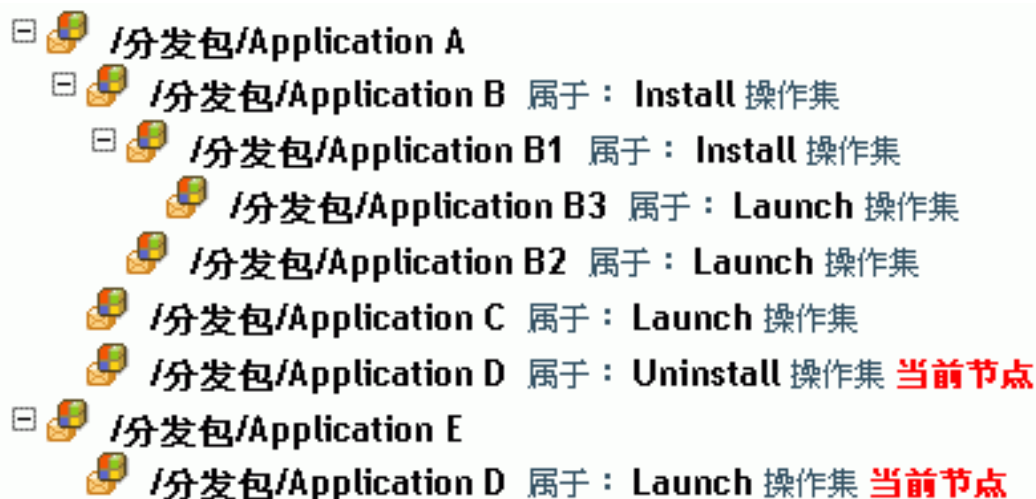 /分发包/Application A
/分发包/Application B 属于： Install 操作集
/分发包/Application B1 属于： Install 操作集
/分发包/Application B3 属于： Launch 操作集
/分发包/Application B2 属于： Launch 操作集
/分发包/Application C 属于： Launch 操作集
/分发包/Application D 属于： Uninstall 操作集 当前节点
/分发包/Application E
/分发包/Application D 属于： Launch 操作集 当前节点